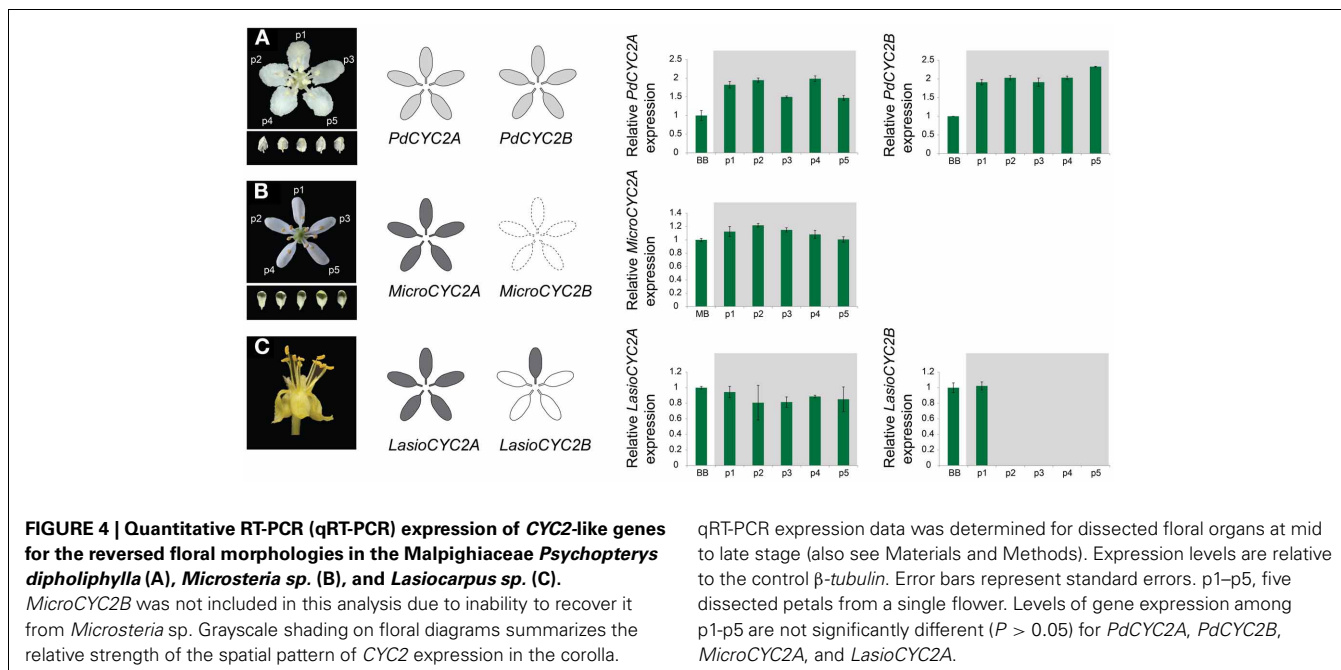 A
p1
p2
p3
p4
p5
PdCYC2A
PdCYC2B
Relative PdCYC2A
expression
2.5
2
1.5
1
0.5
0
BB p1 p2 p3 p4 p5
Relative PdCYC2B
expression
2.5
2
1.5
1
0.5
0
BB p1 p2 p3 p4 p5
B
p1
p2
p3
p4
p5
MicroCYC2A
MicroCYC2B
Relative MicroCYC2A
expression
1.4
1.2
1
0.8
0.6
0.4
0.2
0
MB p1 p2 p3 p4 p5
C
LasioCYC2A
LasioCYC2B
Relative LasioCYC2A
expression
1.2
1
0.8
0.6
0.4
0.2
0
BB p1 p2 p3 p4 p5
Relative LasioCYC2B
expression
1.2
1
0.8
0.6
0.4
0.2
0
BB p1 p2 p3 p4 p5
FIGURE 4 | Quantitative RT-PCR (qRT-PCR) expression of CYC2-like genes
for the reversed floral morphologies in the Malpighiaceae Psychopterys
dipholiphylla (A), Microsteria sp. (B), and Lasiocarpus sp. (C).
MicroCYC2B was not included in this analysis due to inability to recover it
from Microsteria sp. Grayscale shading on floral diagrams summarizes the
relative strength of the spatial pattern of CYC2 expression in the corolla.
qRT-PCR expression data was determined for dissected floral organs at mid
to late stage (also see Materials and Methods). Expression levels are relative
to the control β-tubulin. Error bars represent standard errors. p1–p5, five
dissected petals from a single flower. Levels of gene expression among
p1-p5 are not significantly different (P > 0.05) for PdCYC2A, PdCYC2B,
MicroCYC2A, and LasioCYC2A.